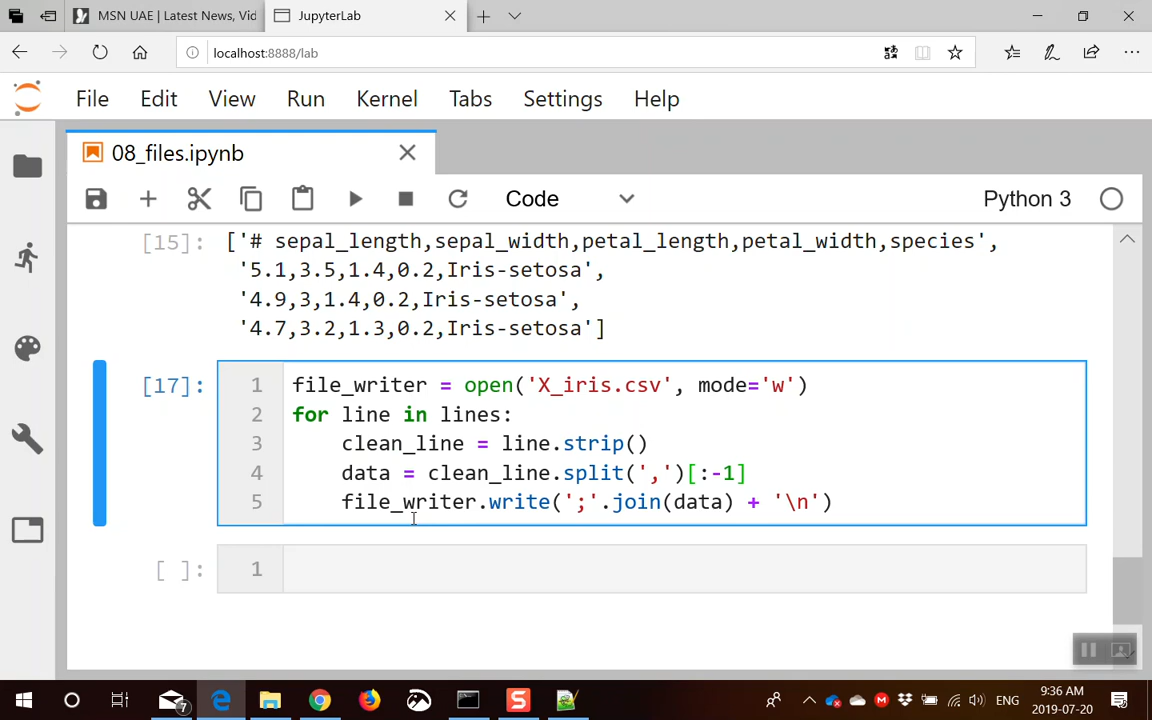 MSN UAE | Latest News, Vid
JupyterLab
localhost:8888/lab
File Edit View Run Kernel Tabs Settings Help
08_files.ipynb
Code
Python 3
[15]: ['# sepal_length,sepal_width,petal_length,petal_width,species',
'5.1,3.5,1.4,0.2,Iris-setosa',
'4.9,3,1.4,0.2,Iris-setosa',
'4.7,3.2,1.3,0.2,Iris-setosa']
[17]: 1 file_writer = open('X_iris.csv', mode='w')
2 for line in lines:
3 clean_line = line.strip()
4 data = clean_line.split(',')[:-1]
5 file_writer.write(';'.join(data) + '\n')
[ ]: 1
7
ENG
9:36 AM
2019-07-20